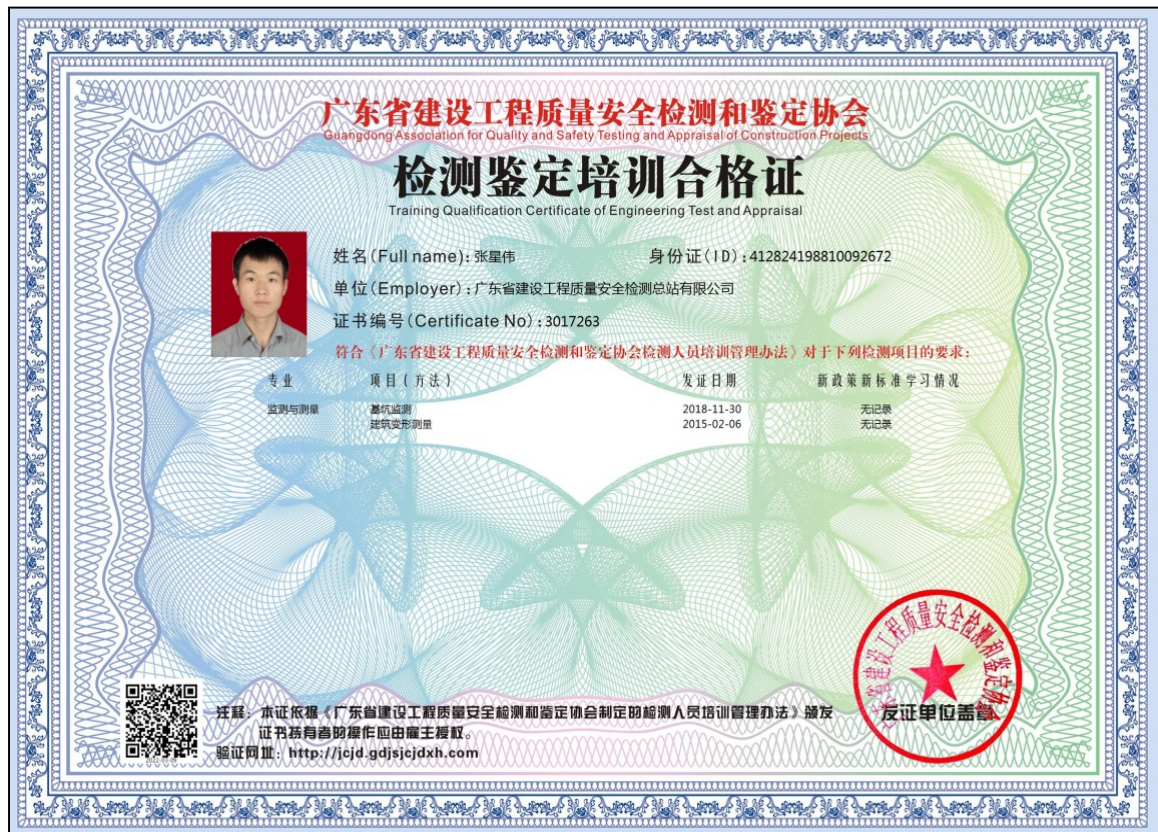 广东省建设工程质量安全检测和鉴定协会
Guangdong Association for Quality and Safety Testing and Appraisal of Construction Projects
检测鉴定培训合格证
Training Qualification Certificate of Engineering Test and Appraisal
姓名(Full name): 张星伟 身份证(ID): 412824198810092672
单位(Employer): 广东省建设工程质量安全检测总站有限公司
证书编号(Certificate No): 3017263
符合《广东省建设工程质量安全检测和鉴定协会检测人员培训管理办法》对于下列检测项目的要求:
专业 项目(方法) 发证日期 新政策新标准学习情况
监测与测量 基坑监测 2018-11-30 无记录
建筑变形测量 2015-02-06 无记录
广东省建设工程质量安全检测和鉴定协会
发证单位盖章
注释: 本证依据《广东省建设工程质量安全检测和鉴定协会制定的检测人员培训管理办法》颁发
证书持有者的操作应由雇主授权。
验证网址: http://jcjd.gdjsjcjdxh.com